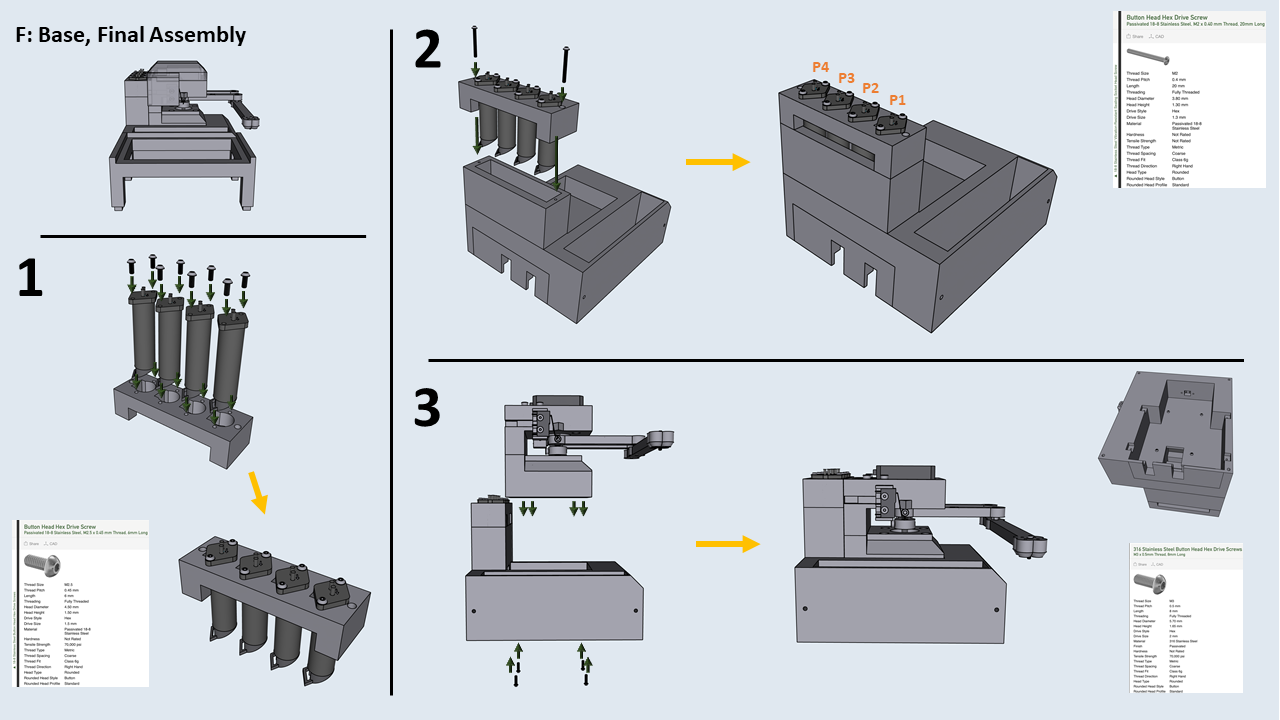 F: Base, Final Assembly
1
Button Head Hex Drive Screw
Passivated 18-8 Stainless Steel, M2.5 x 0.45 mm Thread, 6mm Long
Share CAD
Thread Size M2.5
Thread Pitch 0.45 mm
Length 6 mm
Threading Fully Threaded
Head Diameter 4.50 mm
Head Height 1.50 mm
Drive Style Hex
Drive Size 1.5 mm
Material Passivated 18-8
Stainless Steel
Hardness Not Rated
Tensile Strength 70,000 psi
Thread Type Metric
Thread Spacing Coarse
Thread Fit Class 6g
Thread Direction Right Hand
Head Type Rounded
Rounded Head Style Button
Rounded Head Profile Standard
2
P4
P3
P2
P1
Button Head Hex Drive Screw
Passivated 18-8 Stainless Steel, M2 x 0.40 mm Thread, 20mm Long
Share CAD
Thread Size M2
Thread Pitch 0.4 mm
Length 20 mm
Threading Fully Threaded
Head Diameter 3.80 mm
Head Height 1.30 mm
Drive Style Hex
Drive Size 1.3 mm
Material Passivated 18-8
Stainless Steel
Hardness Not Rated
Tensile Strength Not Rated
Thread Type Metric
Thread Spacing Coarse
Thread Fit Class 6g
Thread Direction Right Hand
Head Type Rounded
Rounded Head Style Button
Rounded Head Profile Standard
3
316 Stainless Steel Button Head Hex Drive Screws
M3 x 0.5mm Thread, 8mm Long
Share CAD
Thread Size M3
Thread Pitch 0.5 mm
Length 8 mm
Threading Fully Threaded
Head Diameter 5.70 mm
Head Height 1.65 mm
Drive Style Hex
Drive Size 2 mm
Material 316 Stainless Steel
Finish Passivated
Hardness Not Rated
Tensile Strength 70,000 psi
Thread Type Metric
Thread Spacing Coarse
Thread Fit Class 6g
Thread Direction Right Hand
Head Type Rounded
Rounded Head Style Button
Rounded Head Profile Standard